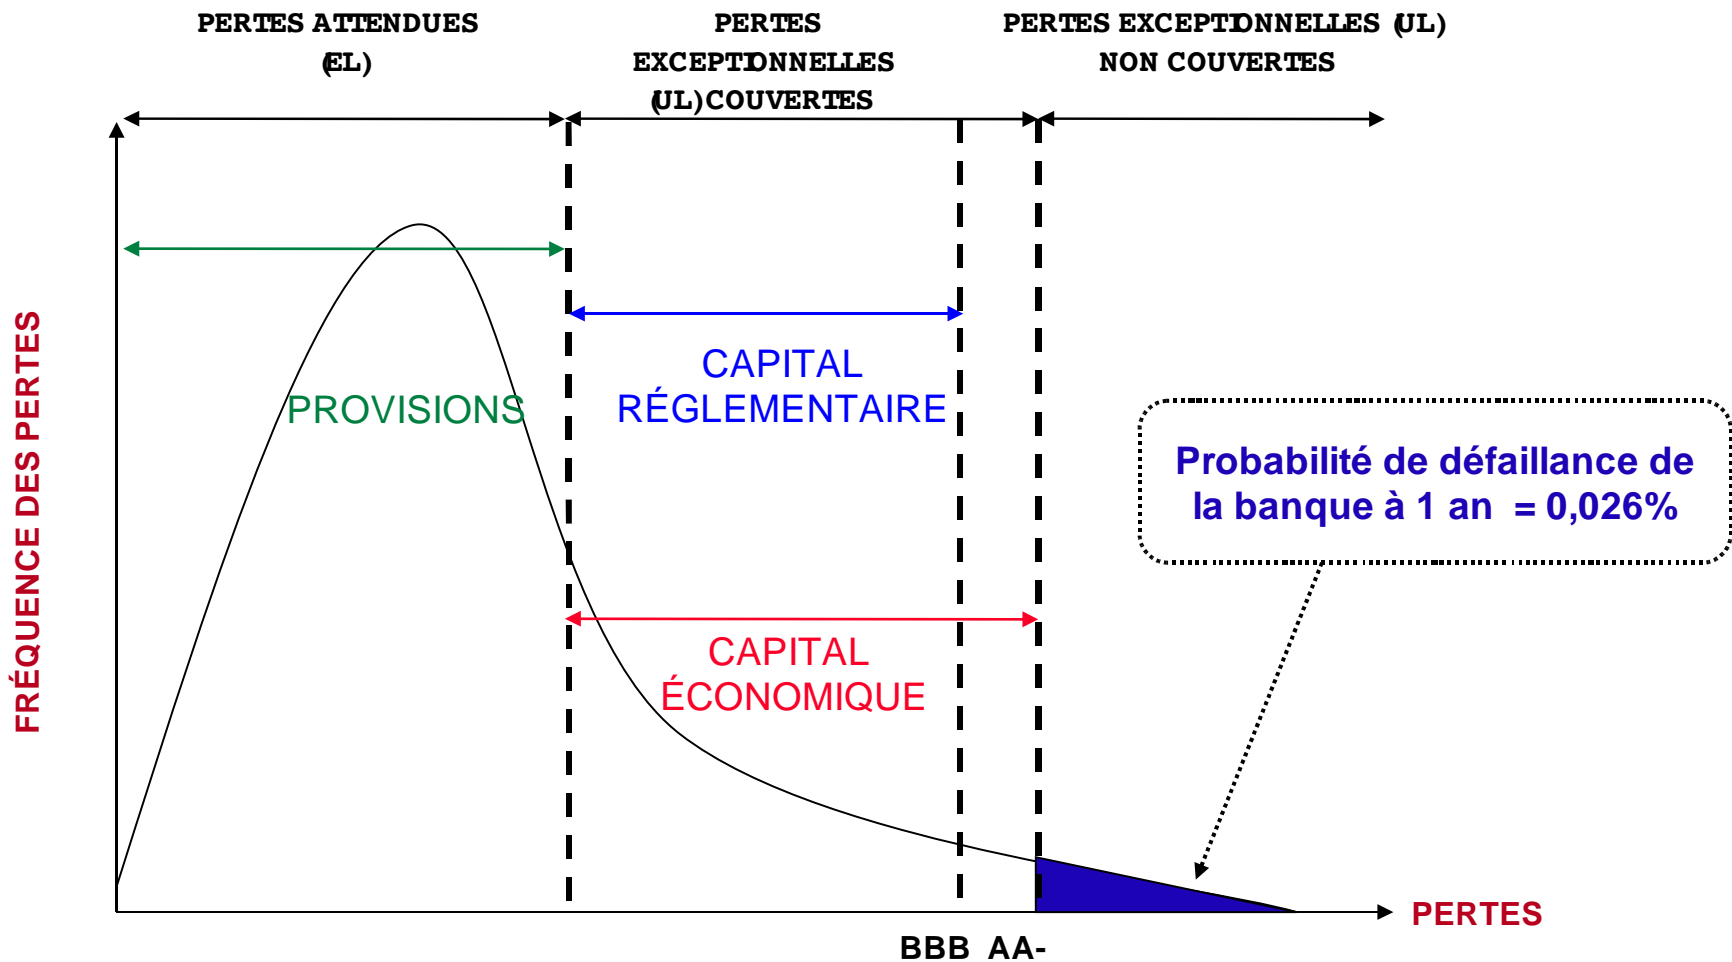 PERTES ATTENDUES
(EL)
PERTES
EXCEPTIONNELLES
(UL) COUVERTES
PERTES EXCEPTIONNELLES (UL)
NON COUVERTES
FRÉQUENCE DES PERTES
PROVISIONS
CAPITAL
RÉGLEMENTAIRE
CAPITAL
ÉCONOMIQUE
Probabilité de défaillance de
la banque à 1 an = 0,026%
PERTES
BBB AA-